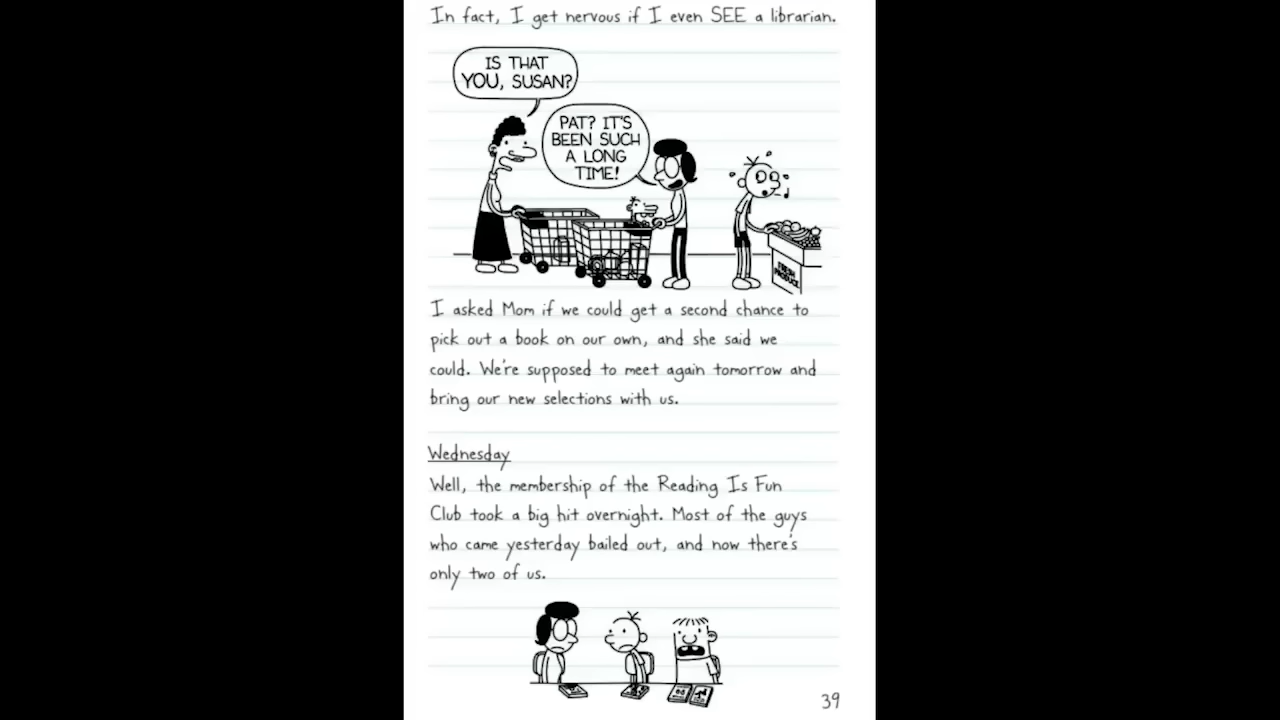 In fact, I get nervous if I even SEE a librarian.
IS THAT
YOU, SUSAN?
PAT? IT'S
BEEN SUCH
A LONG
TIME!
FRESH
PRODUCE
I asked Mom if we could get a second chance to
pick out a book on our own, and she said we
could. We're supposed to meet again tomorrow and
bring our new selections with us.
Wednesday
Well, the membership of the Reading Is Fun
Club took a big hit overnight. Most of the guys
who came yesterday bailed out, and now there's
only two of us.
39